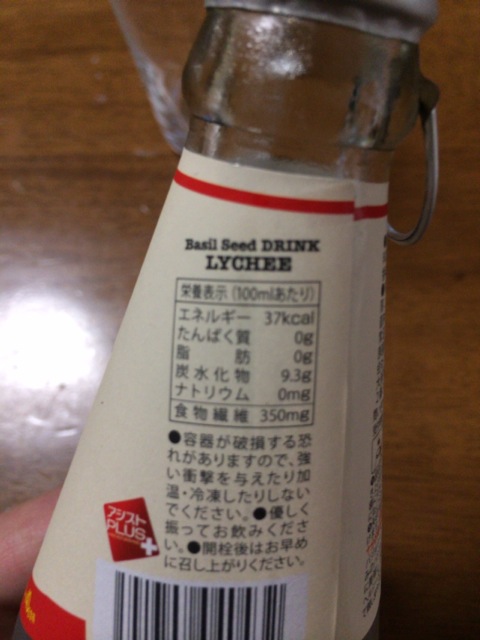 Basil Seed DRINK
LYCHEE
栄養表示(100mlあたり)
エネルギー 37kcal
たんぱく質 0g
脂肪 0g
炭水化物 9.3g
ナトリウム 0mg
食物繊維 350mg
●容器が破損する恐
れがありますので、強
い衝撃を与えたり加
温・冷凍したりしない
でください。●優しく
振ってお飲みくださ
い。●開栓後はお早め
に召し上がりください。
アシスト
PLUS+